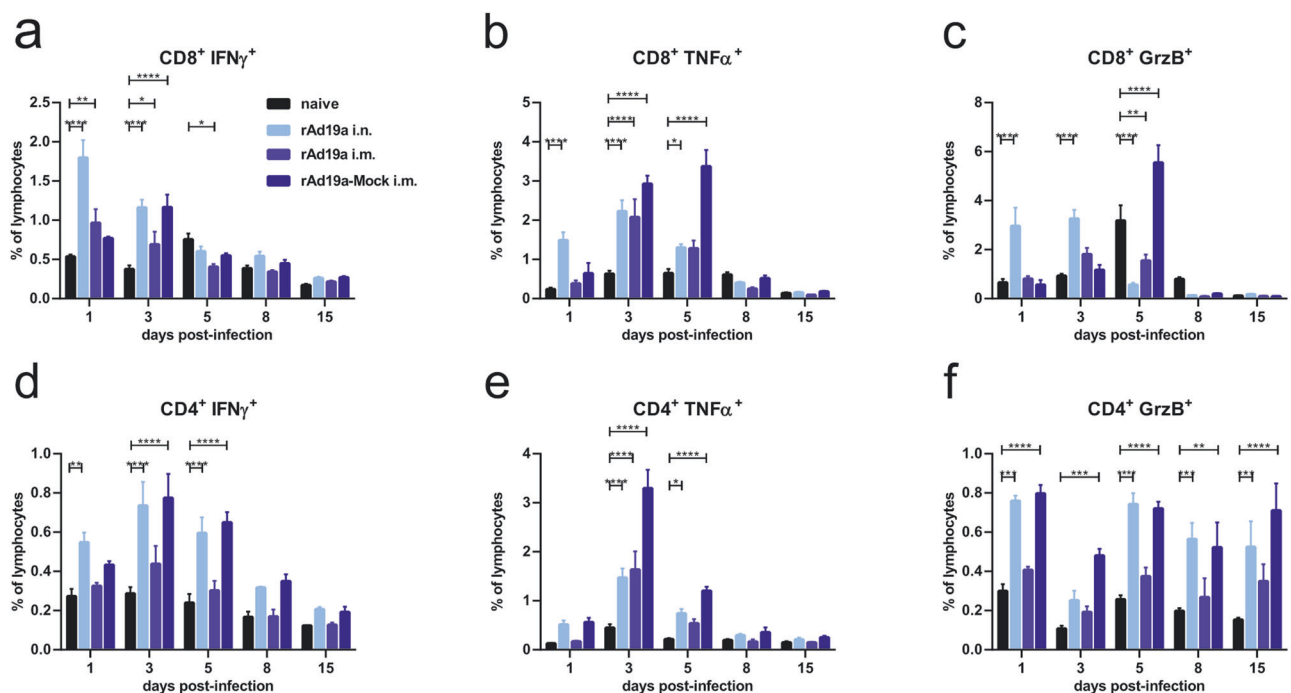 a
CD8+ IFNγ+
****
** * *
**** ****
2.5
2.0
1.5
1.0
0.5
0.0
% of lymphocytes
1 3 5 8 15
days post-infection
naive
rAd19a i.n.
rAd19a i.m.
rAd19a-Mock i.m.
b
CD8+ TNFα+
****
**** ****
**** **** *
5
4
3
2
1
0
% of lymphocytes
1 3 5 8 15
days post-infection
c
CD8+ GrzB+
****
**
**** **** ****
8
6
4
2
0
% of lymphocytes
1 3 5 8 15
days post-infection
d
CD4+ IFNγ+
**** ****
** **** ****
1.0
0.8
0.6
0.4
0.2
0.0
% of lymphocytes
1 3 5 8 15
days post-infection
e
CD4+ TNFα+
****
**** ****
**** *
4
3
2
1
0
% of lymphocytes
1 3 5 8 15
days post-infection
f
CD4+ GrzB+
**** **** ** ****
*** *** **** *** ***
1.0
0.8
0.6
0.4
0.2
0.0
% of lymphocytes
1 3 5 8 15
days post-infection